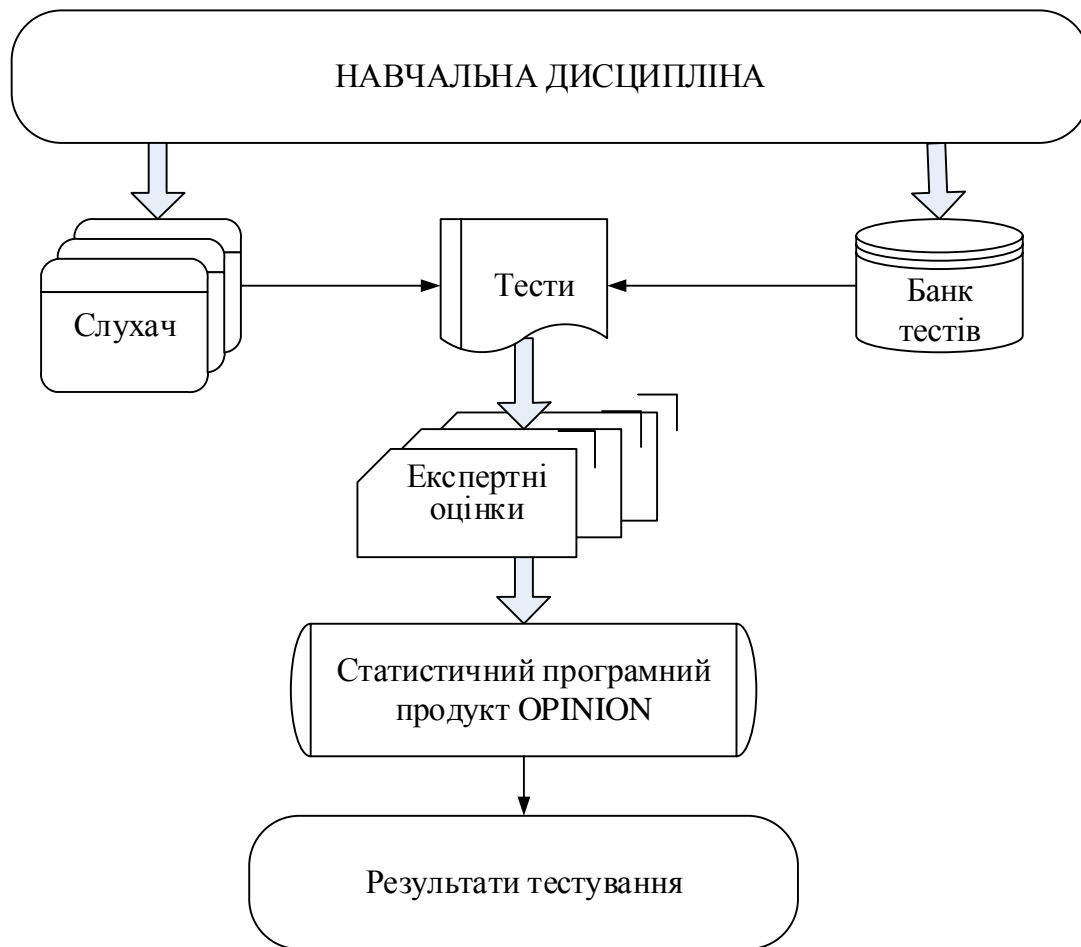 НАВЧАЛЬНА ДИСЦИПЛІНА
Слухач
Тести
Банк
тестів
Експертні
оцінки
Статистичний програмний
продукт OPINION
Результати тестування